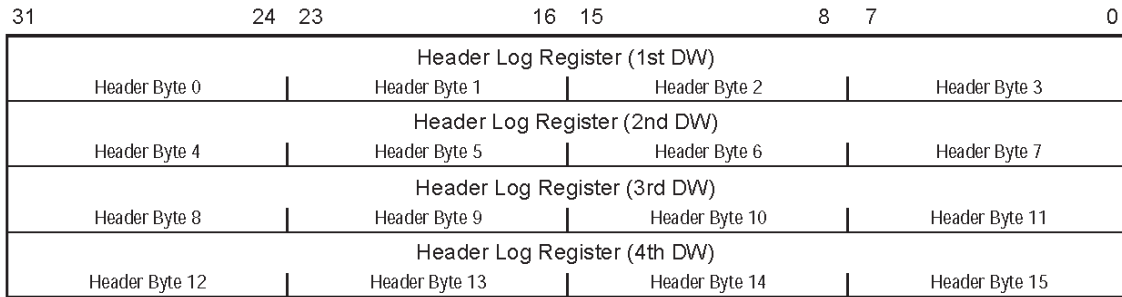 31 24 23 16 15 8 7 0
Header Log Register (1st DW)
Header Byte 0 Header Byte 1 Header Byte 2 Header Byte 3
Header Log Register (2nd DW)
Header Byte 4 Header Byte 5 Header Byte 6 Header Byte 7
Header Log Register (3rd DW)
Header Byte 8 Header Byte 9 Header Byte 10 Header Byte 11
Header Log Register (4th DW)
Header Byte 12 Header Byte 13 Header Byte 14 Header Byte 15